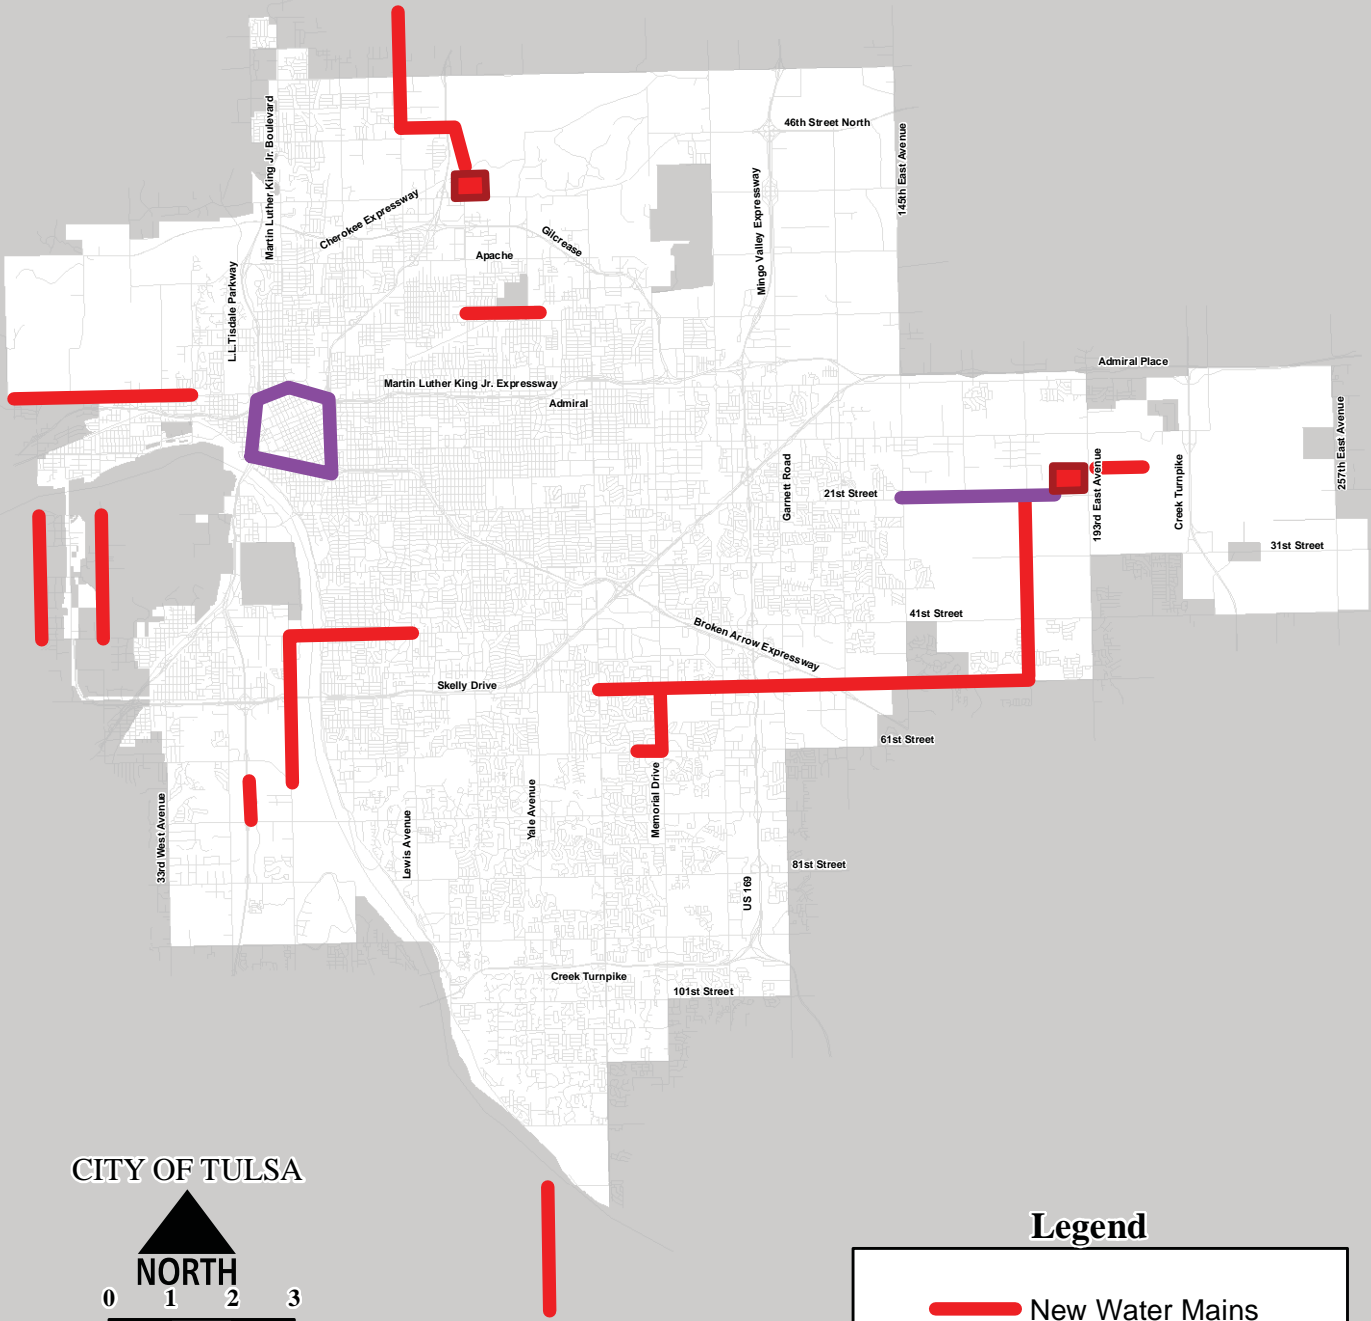 46th Street North
145th East Avenue
Martin Luther King Jr. Boulevard
Cherokee Expressway
Mingo Valley Expressway
Gilcrease
Apache
L.L.Tisdale Parkway
Admiral Place
Martin Luther King Jr. Expressway
Admiral
257th East Avenue
Garnett Road
21st Street
193rd East Avenue
Creek Turnpike
31st Street
41st Street
Broken Arrow Expressway
Skelly Drive
61st Street
33rd West Avenue
Lewis Avenue
Yale Avenue
Memorial Drive
81st Street
US 169
Creek Turnpike
101st Street
CITY OF TULSA
NORTH
0 1 2 3
Legend
New Water Mains